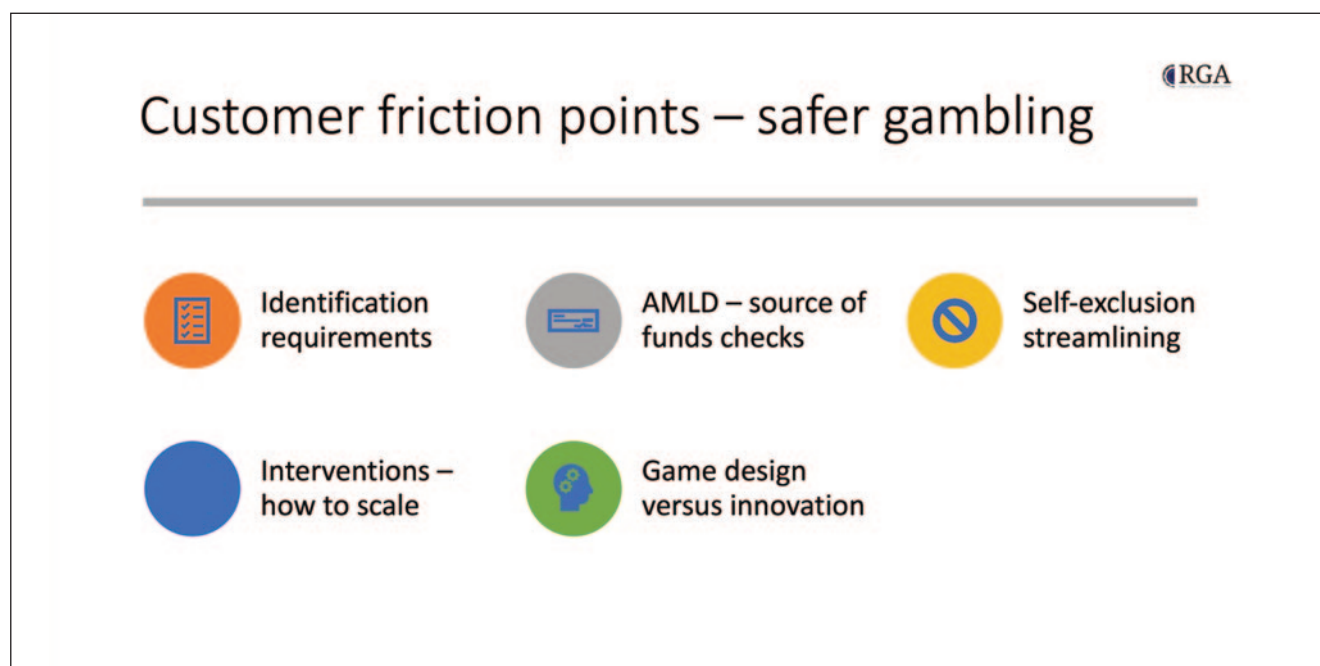 RGA
Customer friction points – safer gambling
Identification
requirements
AMLD – source of
funds checks
Self-exclusion
streamlining
Interventions –
how to scale
Game design
versus innovation